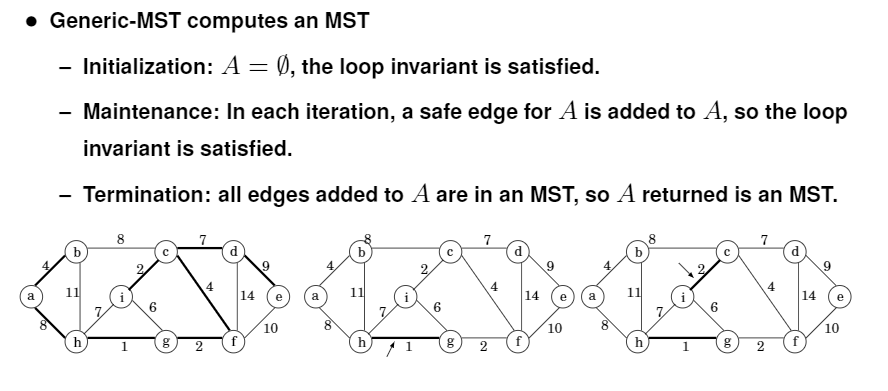 ● Generic-MST computes an MST
– Initialization: A = ∅, the loop invariant is satisfied.
– Maintenance: In each iteration, a safe edge for A is added to A, so the loop
invariant is satisfied.
– Termination: all edges added to A are in an MST, so A returned is an MST.
8 7
b c d
4 2 9
a 11 i 4 14 e
7 6
8 10
h g f
1 2
8 7
b c d
4 2 9
a 11 i 4 14 e
7 6
8 10
h 1 g 2 f
8 7
b c d
4 2 9
a 11 i 4 14 e
7 6
8 10
h g f
1 2